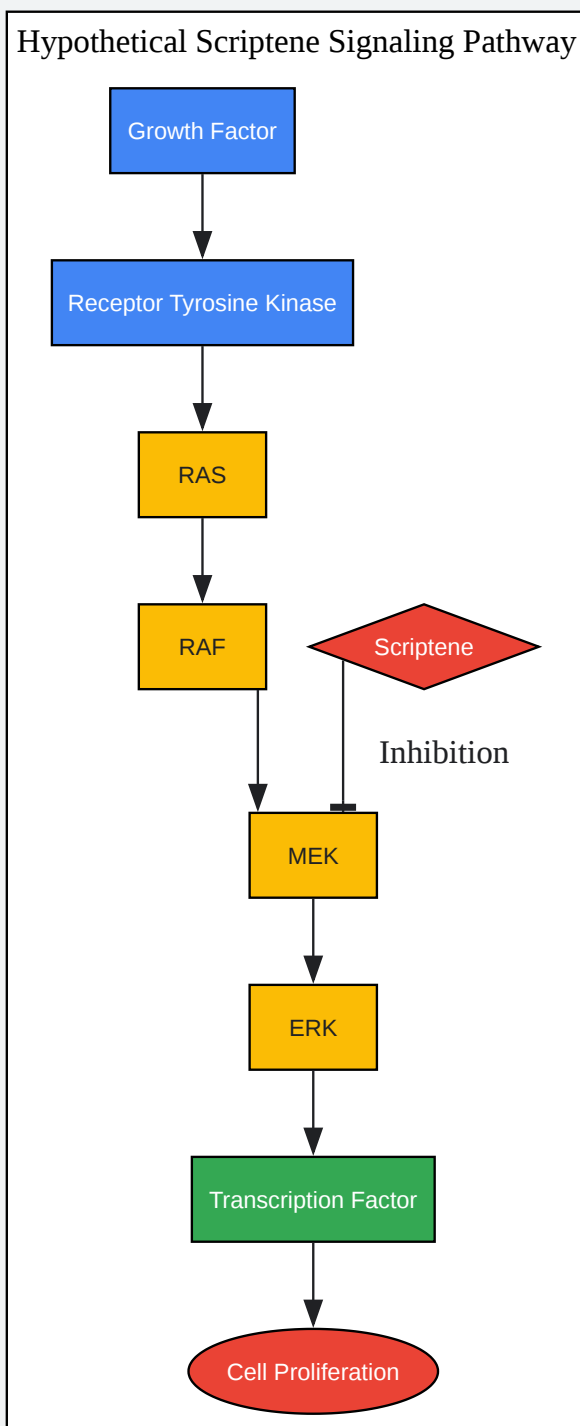 Hypothetical Scriptene Signaling Pathway
Growth Factor
Receptor Tyrosine Kinase
RAS
RAF
Scriptene
Inhibition
MEK
ERK
Transcription Factor
Cell Proliferation